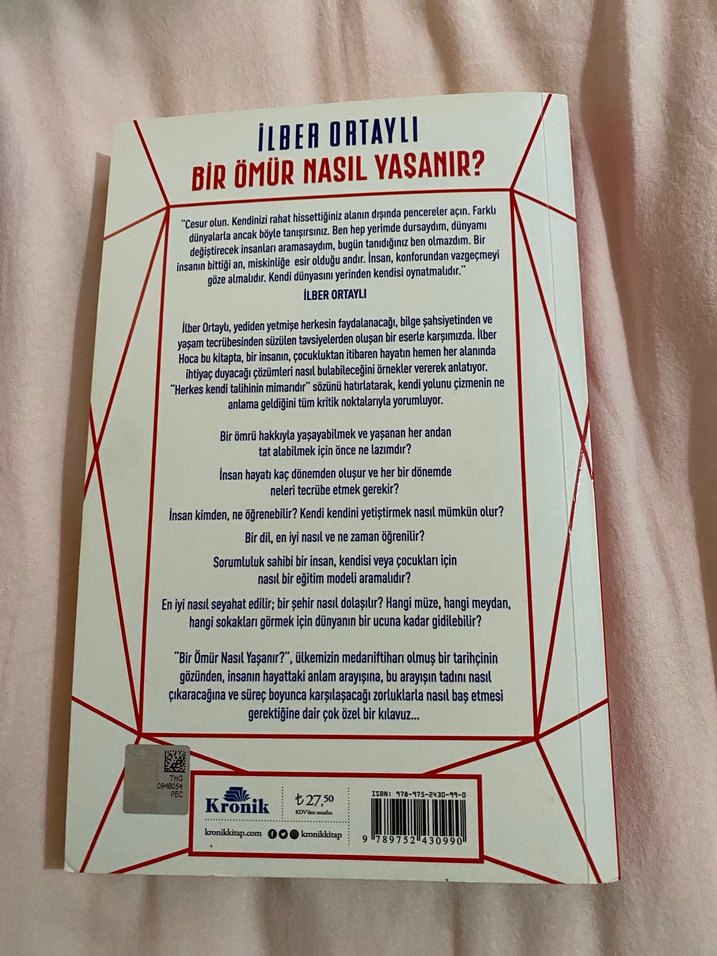 İLBER ORTAYLI
BİR ÖMÜR NASIL YAŞANIR?
"Cesur olun. Kendinizi rahat hissettiğiniz alanın dışında pencereler açın. Farklı
dünyalarla ancak böyle tanışırsınız. Ben hep yerimde dursaydım, dünyamı
değiştirecek insanları aramasaydım, bugün tanıdığınız ben olmazdım. Bir
insanın bittiği an, miskinliğe esir olduğu andır. İnsan, konforundan vazgeçmeyi
göze almalıdır. Kendi dünyasını yerinden kendisi oynatmalıdır."
İLBER ORTAYLI
İlber Ortaylı, yediden yetmişe herkesin faydalanacağı, bilge şahsiyetinden ve
yaşam tecrübesinden süzülen tavsiyelerden oluşan bir eserle karşımızda. İlber
Hoca bu kitapta, bir insanın, çocukluktan itibaren hayatın hemen her alanında
ihtiyaç duyacağı çözümleri nasıl bulabileceğini örnekler vererek anlatıyor.
"Herkes kendi talihinin mimarıdır" sözünü hatırlatarak, kendi yolunu çizmenin ne
anlama geldiğini tüm kritik noktalarıyla yorumluyor.
Bir ömrü hakkıyla yaşayabilmek ve yaşanan her andan
tat alabilmek için önce ne lazımdır?
İnsan hayatı kaç dönemden oluşur ve her bir dönemde
neleri tecrübe etmek gerekir?
İnsan kimden, ne öğrenebilir? Kendi kendini yetiştirmek nasıl mümkün olur?
Bir dil, en iyi nasıl ve ne zaman öğrenilir?
Sorumluluk sahibi bir insan, kendisi veya çocukları için
nasıl bir eğitim modeli aramalıdır?
En iyi nasıl seyahat edilir; bir şehir nasıl dolaşılır? Hangi müze, hangi meydan,
hangi sokakları görmek için dünyanın bir ucuna kadar gidilebilir?
"Bir Ömür Nasıl Yaşanır?", ülkemizin medarıiftiharı olmuş bir tarihçinin
gözünden, insanın hayattaki anlam arayışına, bu arayışın tadını nasıl
çıkaracağına ve süreç boyunca karşılaşacağı zorluklarla nasıl baş etmesi
gerektiğine dair çok özel bir kılavuz...
THG
0948054
PEC
Kronik
₺ 27,50
KDV'den muaftır.
kronikkitap.com
kronikkitap
ISBN: 978-975-2430-99-0
9 789752 430990